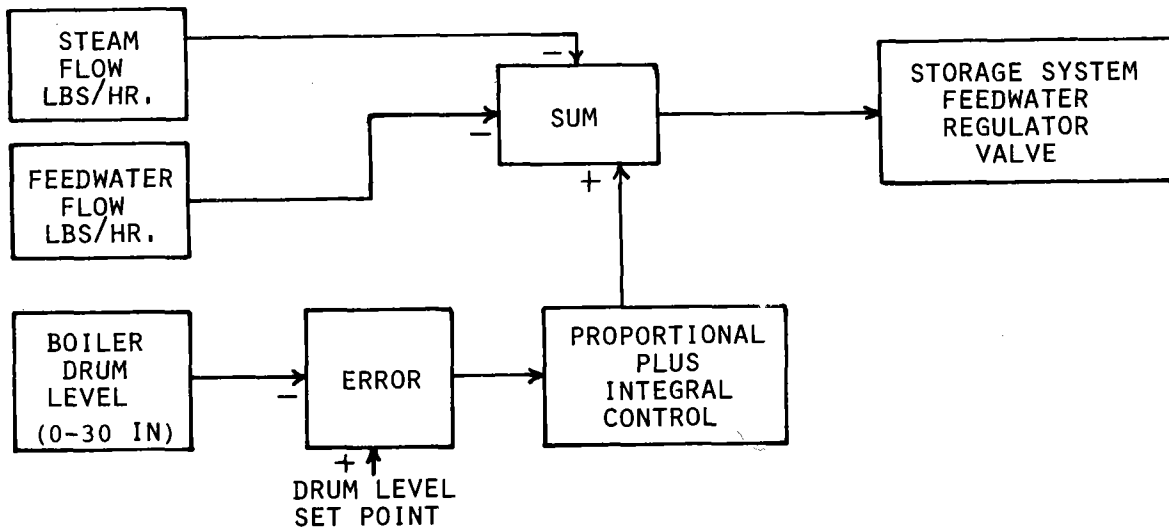 STEAM
FLOW
LBS/HR.
−
SUM
−
+
STORAGE SYSTEM
FEEDWATER
REGULATOR
VALVE
FEEDWATER
FLOW
LBS/HR.
BOILER
DRUM
LEVEL
(0-30 IN)
−
ERROR
+
DRUM LEVEL
SET POINT
PROPORTIONAL
PLUS
INTEGRAL
CONTROL